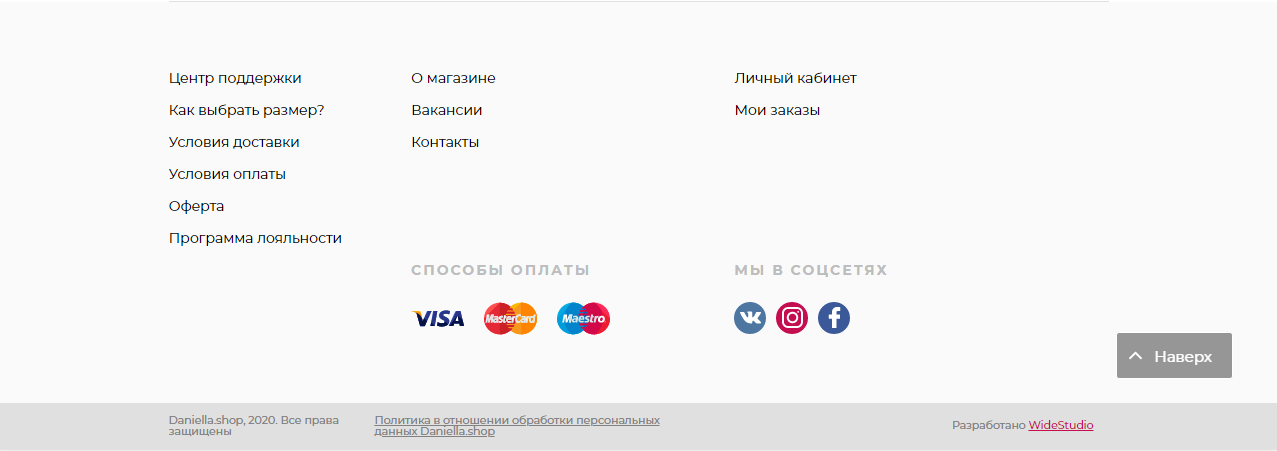 Центр поддержки
Как выбрать размер?
Условия доставки
Условия оплаты
Оферта
Программа лояльности
О магазине
Вакансии
Контакты
Личный кабинет
Мои заказы
СПОСОБЫ ОПЛАТЫ
VISA
MasterCard
Maestro
МЫ В СОЦСЕТЯХ
Наверх
Daniella.shop, 2020. Все права
защищены
Политика в отношении обработки персональных
данных Daniella.shop
Разработано WideStudio